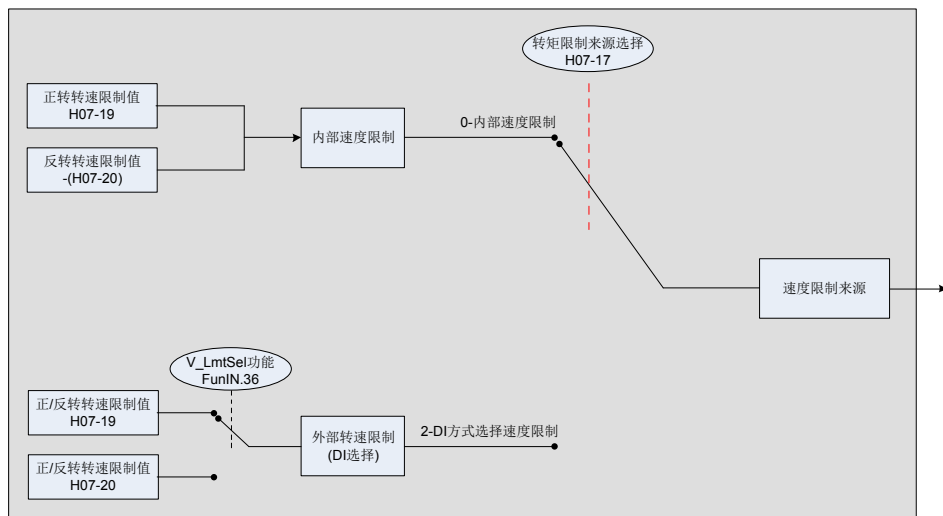 转矩限制来源选择
H07-17
正转转速限制值
H07-19
0-内部速度限制
内部速度限制
反转转速限制值
-(H07-20)
速度限制来源
V_LmtSel功能
FunIN.36
正/反转转速限制值
H07-19
2-DI方式选择速度限制
外部转速限制
(DI选择)
正/反转转速限制值
H07-20